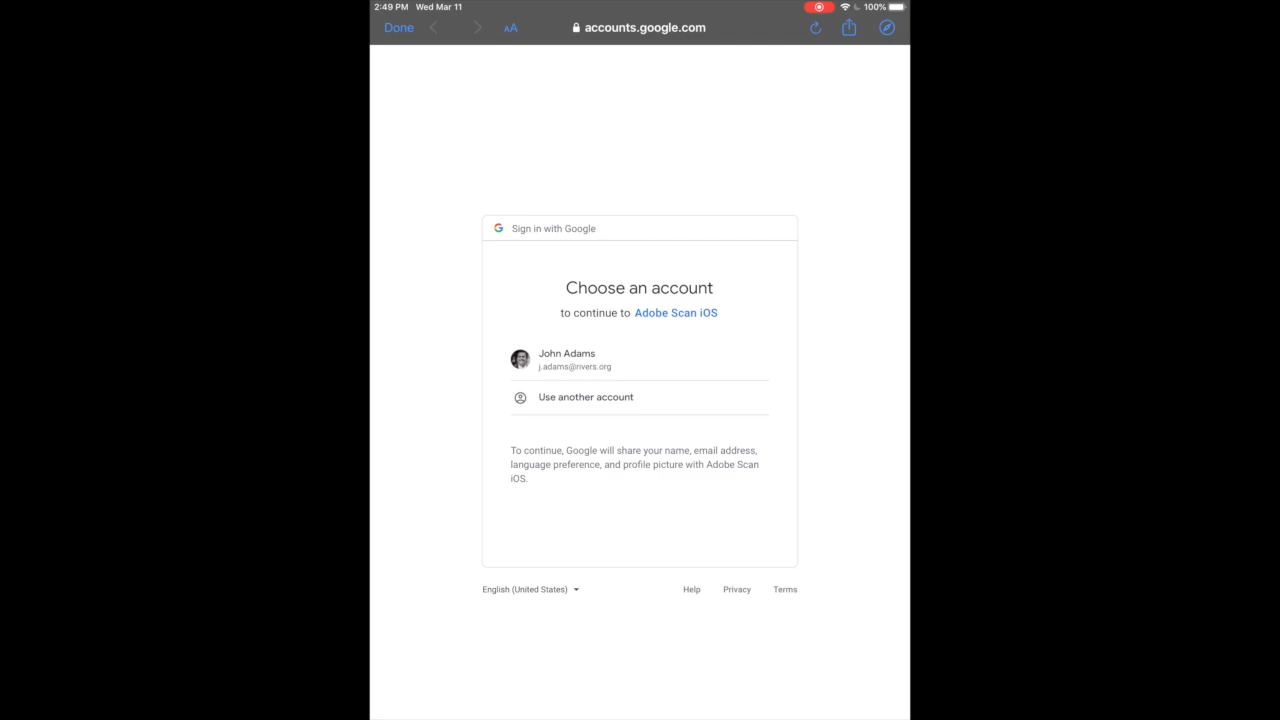 2:49 PM Wed Mar 11
100%
Done
AA
accounts.google.com
Sign in with Google
Choose an account
to continue to Adobe Scan iOS
John Adams
j.adams@rivers.org
Use another account
To continue, Google will share your name, email address,
language preference, and profile picture with Adobe Scan
iOS.
English (United States)
Help
Privacy
Terms